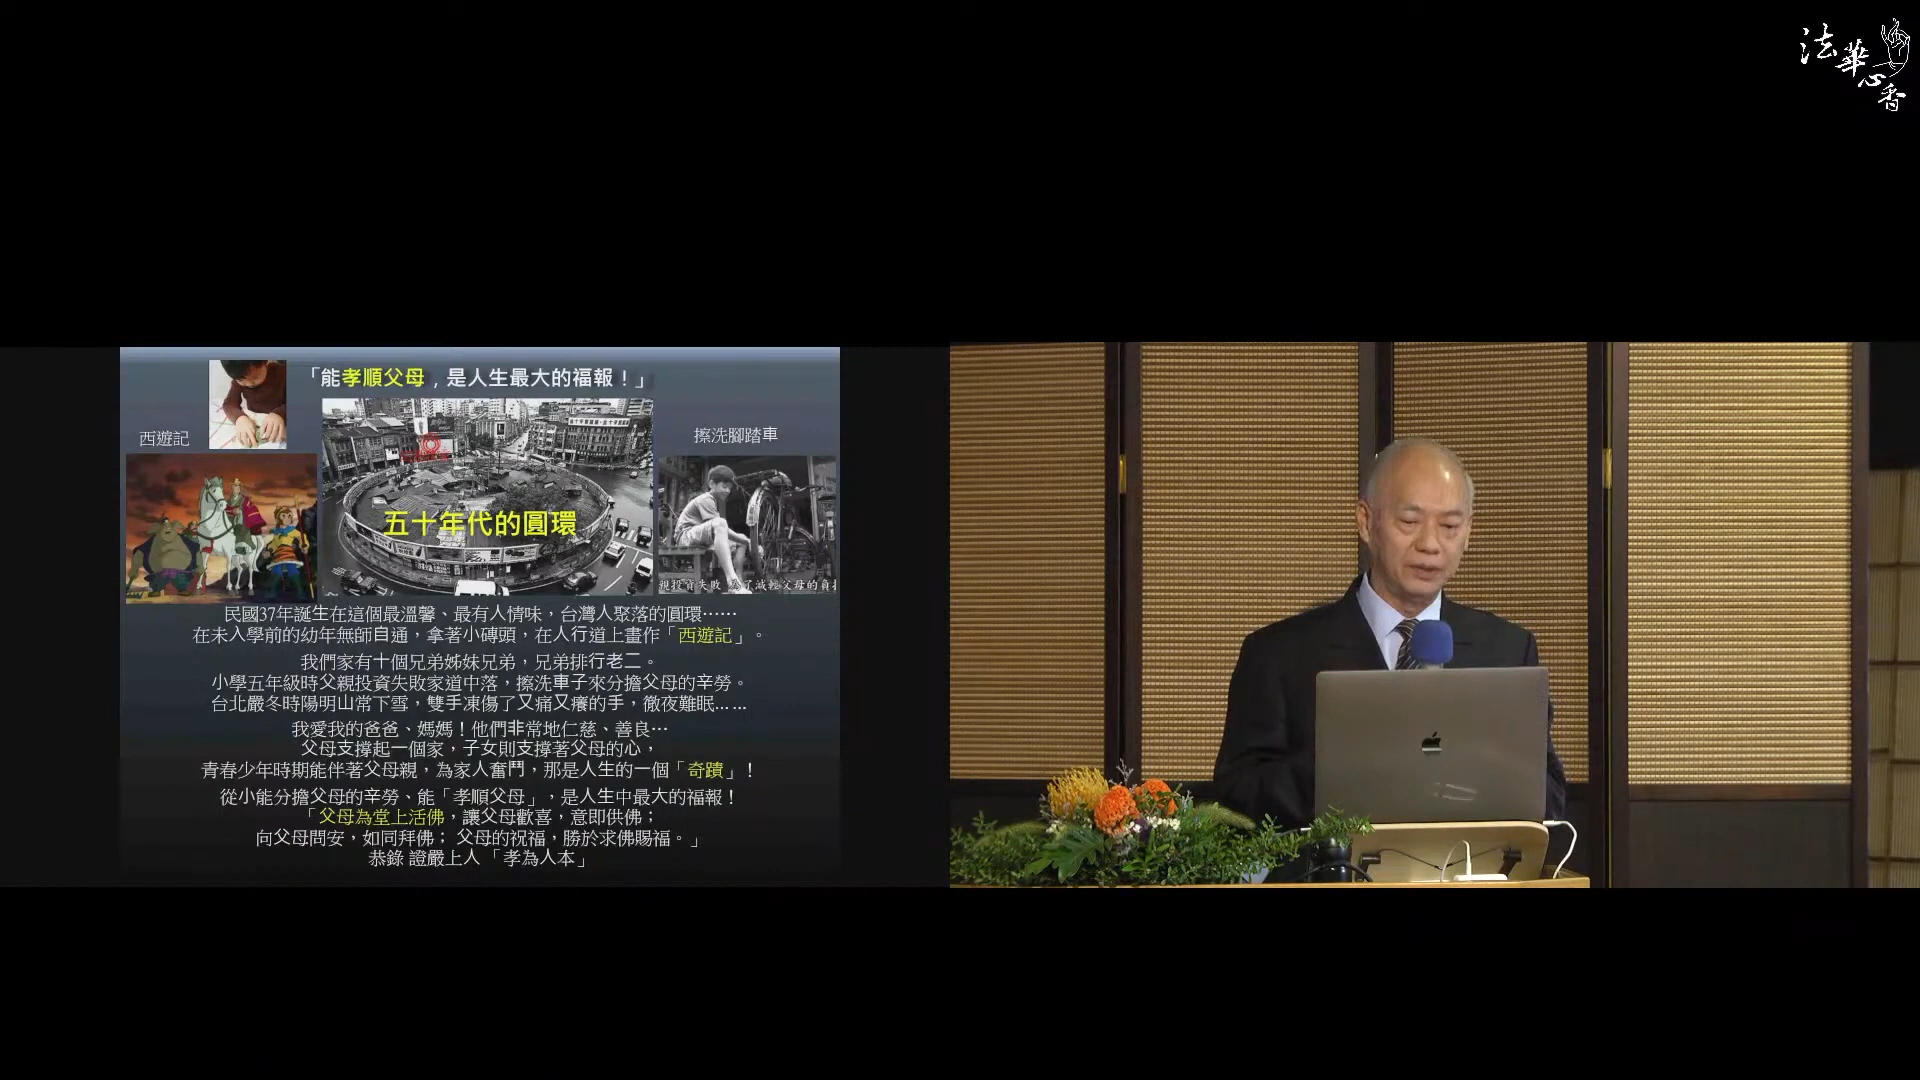 法華心香
「能孝順父母，是人生最大的福報！」
西遊記
擦洗腳踏車
五十年代的圓環
親投資失敗 為了減輕父母的負擔
民國37年誕生在這個最溫馨、最有人情味，台灣人聚落的圓環……
在未入學前的幼年無師自通，拿著小磚頭，在人行道上畫作「西遊記」。
我們家有十個兄弟姊妹兄弟，兄弟排行老二。
小學五年級時父親投資失敗家道中落，擦洗車子來分擔父母的辛勞。
台北嚴冬時陽明山常下雪，雙手凍傷了又痛又癢的手，徹夜難眠... ...
我愛我的爸爸、媽媽！他們非常地仁慈、善良…
父母支撐起一個家，子女則支撐著父母的心，
青春少年時期能伴著父母親，為家人奮鬥，那是人生的一個「奇蹟」！
從小能分擔父母的辛勞、能「孝順父母」，是人生中最大的福報！
「父母為堂上活佛，讓父母歡喜，意即供佛；
向父母問安，如同拜佛； 父母的祝福，勝於求佛賜福。」
恭錄 證嚴上人 「孝為人本」